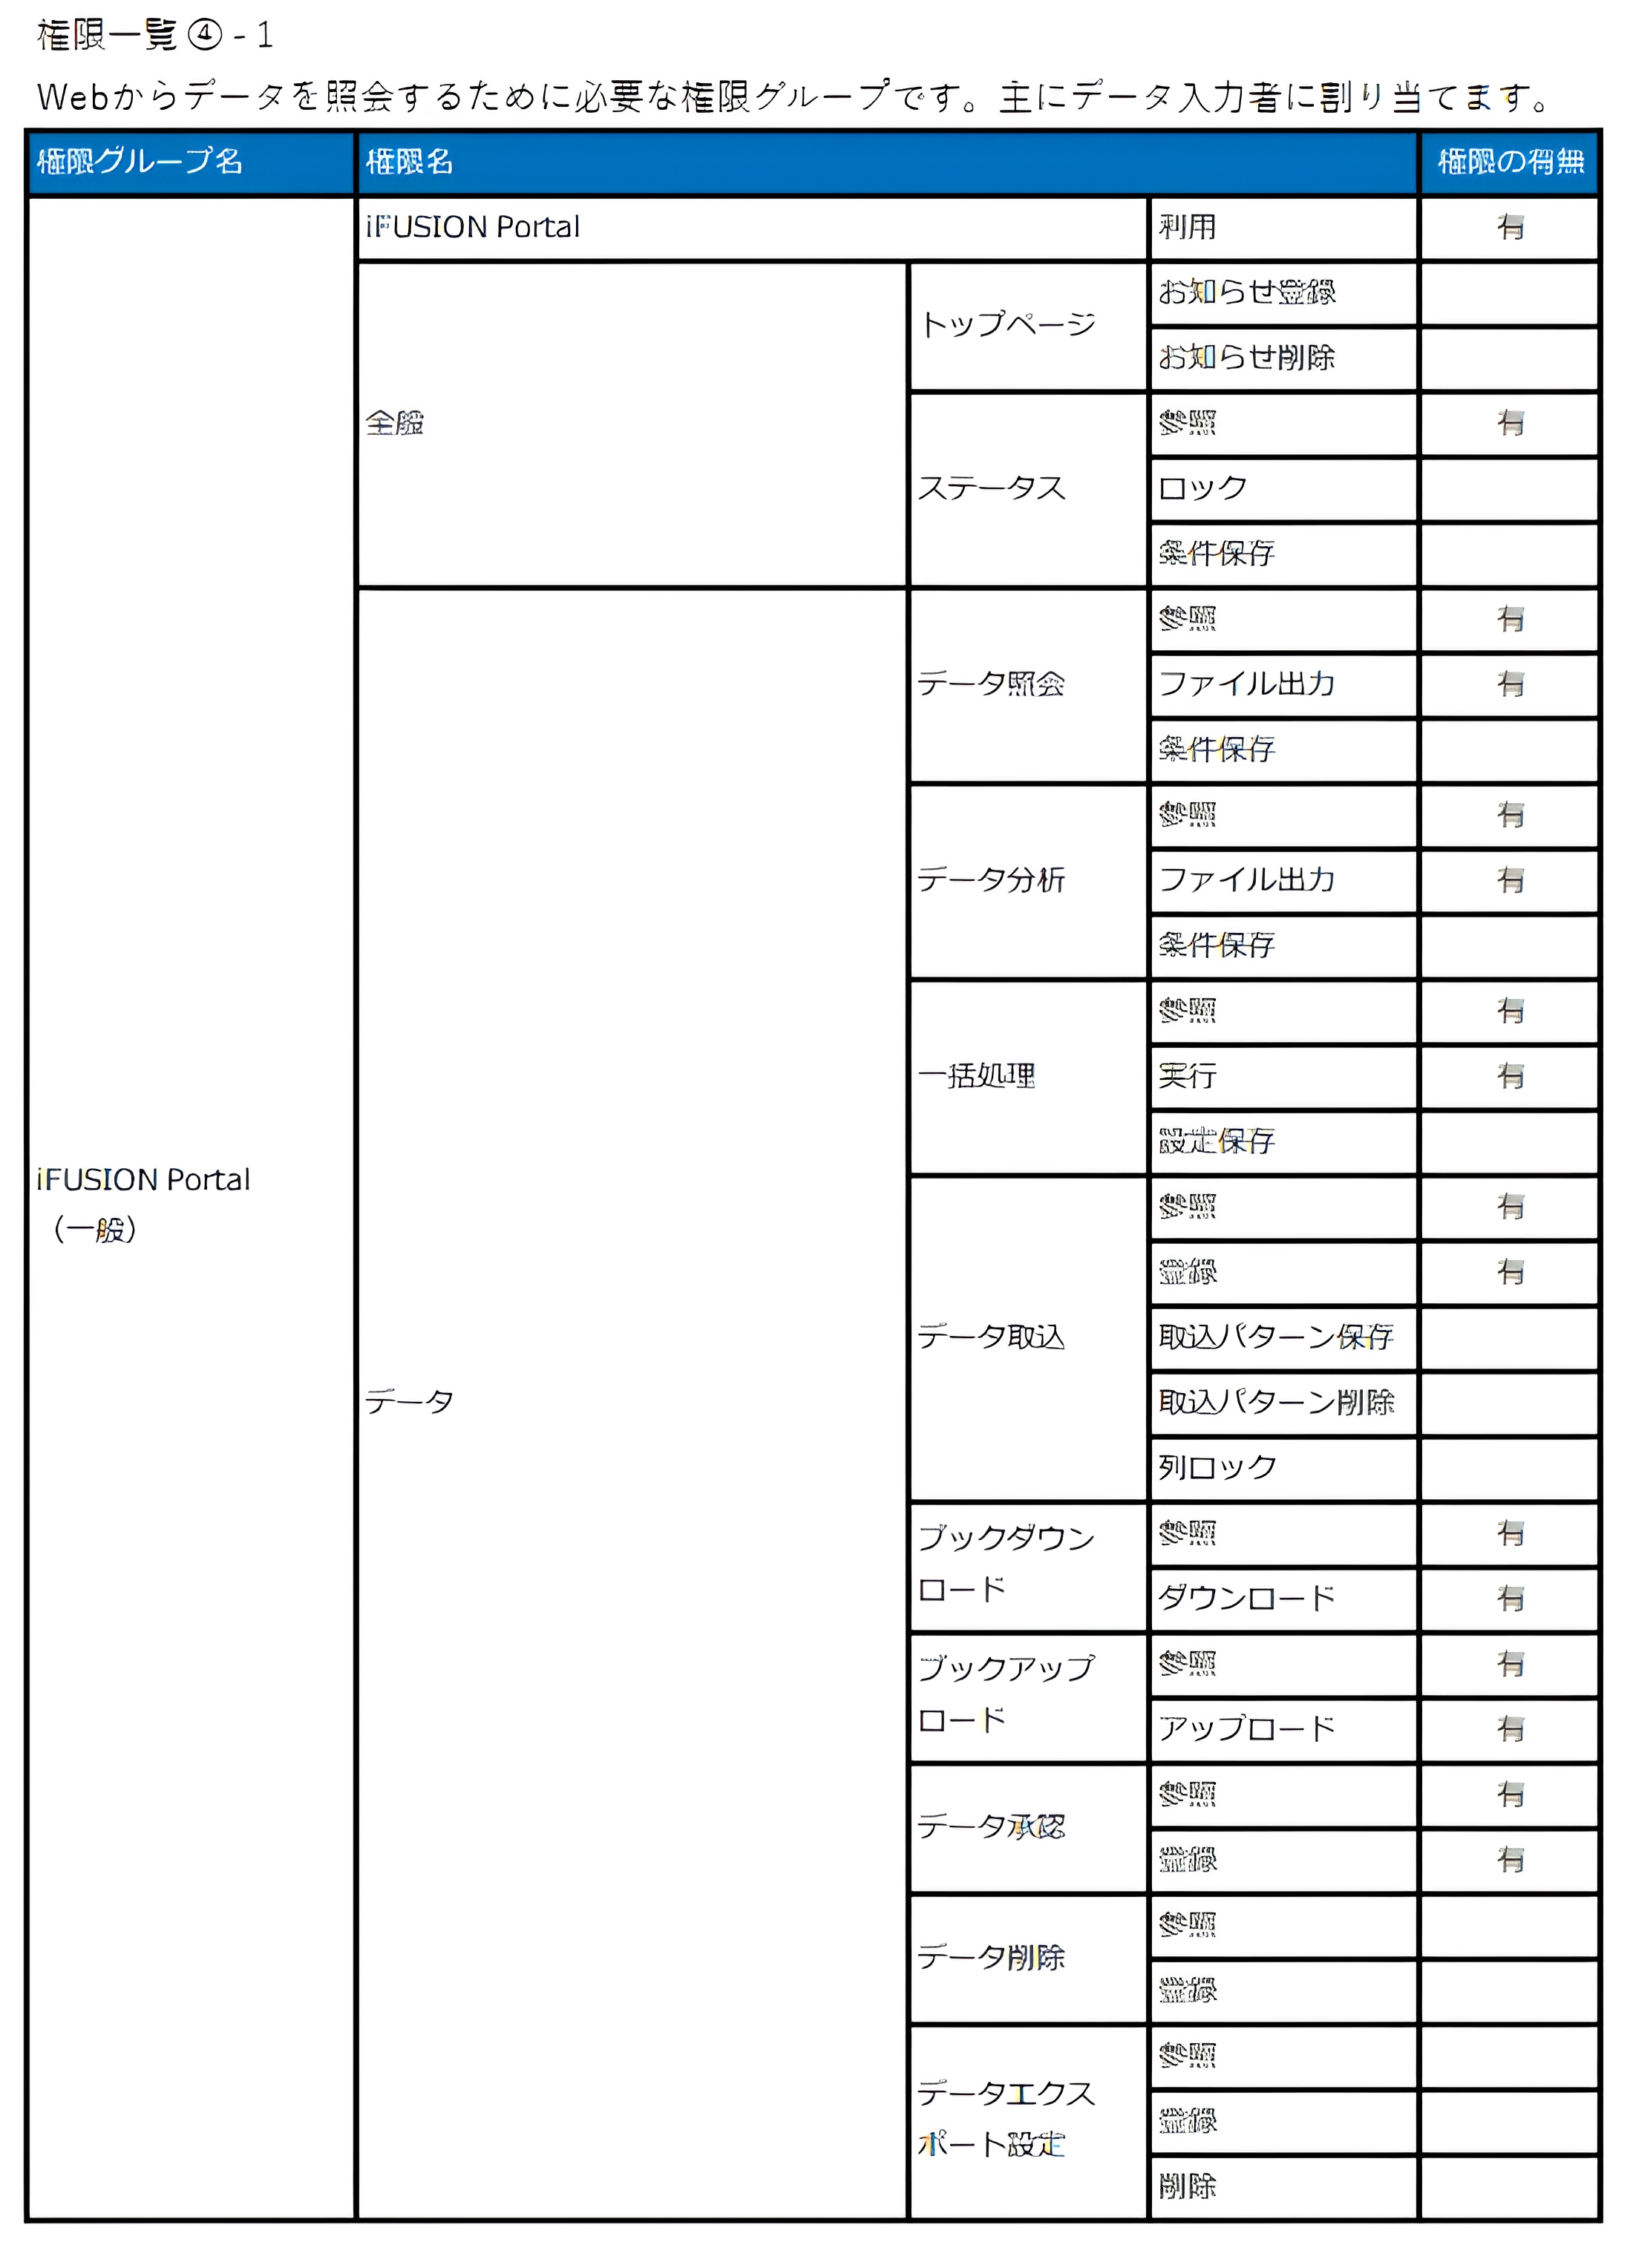 権限一覧④-1
Webからデータを照会するために必要な権限グループです。主にデータ入力者に割り当てます。
権限グループ名 権限名 権限の有無
iFUSION Portal 利用 有
全般 トップページ お知らせ登録
お知らせ削除
ステータス 参照 有
ロック
条件保存
データ データ照会 参照 有
ファイル出力 有
条件保存
データ分析 参照 有
ファイル出力 有
条件保存
一括処理 参照 有
実行 有
設定保存
iFUSION Portal
（一般）
データ取込 参照 有
登録 有
取込パターン保存
取込パターン削除
列ロック
ブックダウン
ロード
参照 有
ダウンロード 有
ブックアップ
ロード
参照 有
アップロード 有
データ承認 参照 有
登録 有
データ削除 参照
登録
データエクス
ポート設定
参照
登録
削除